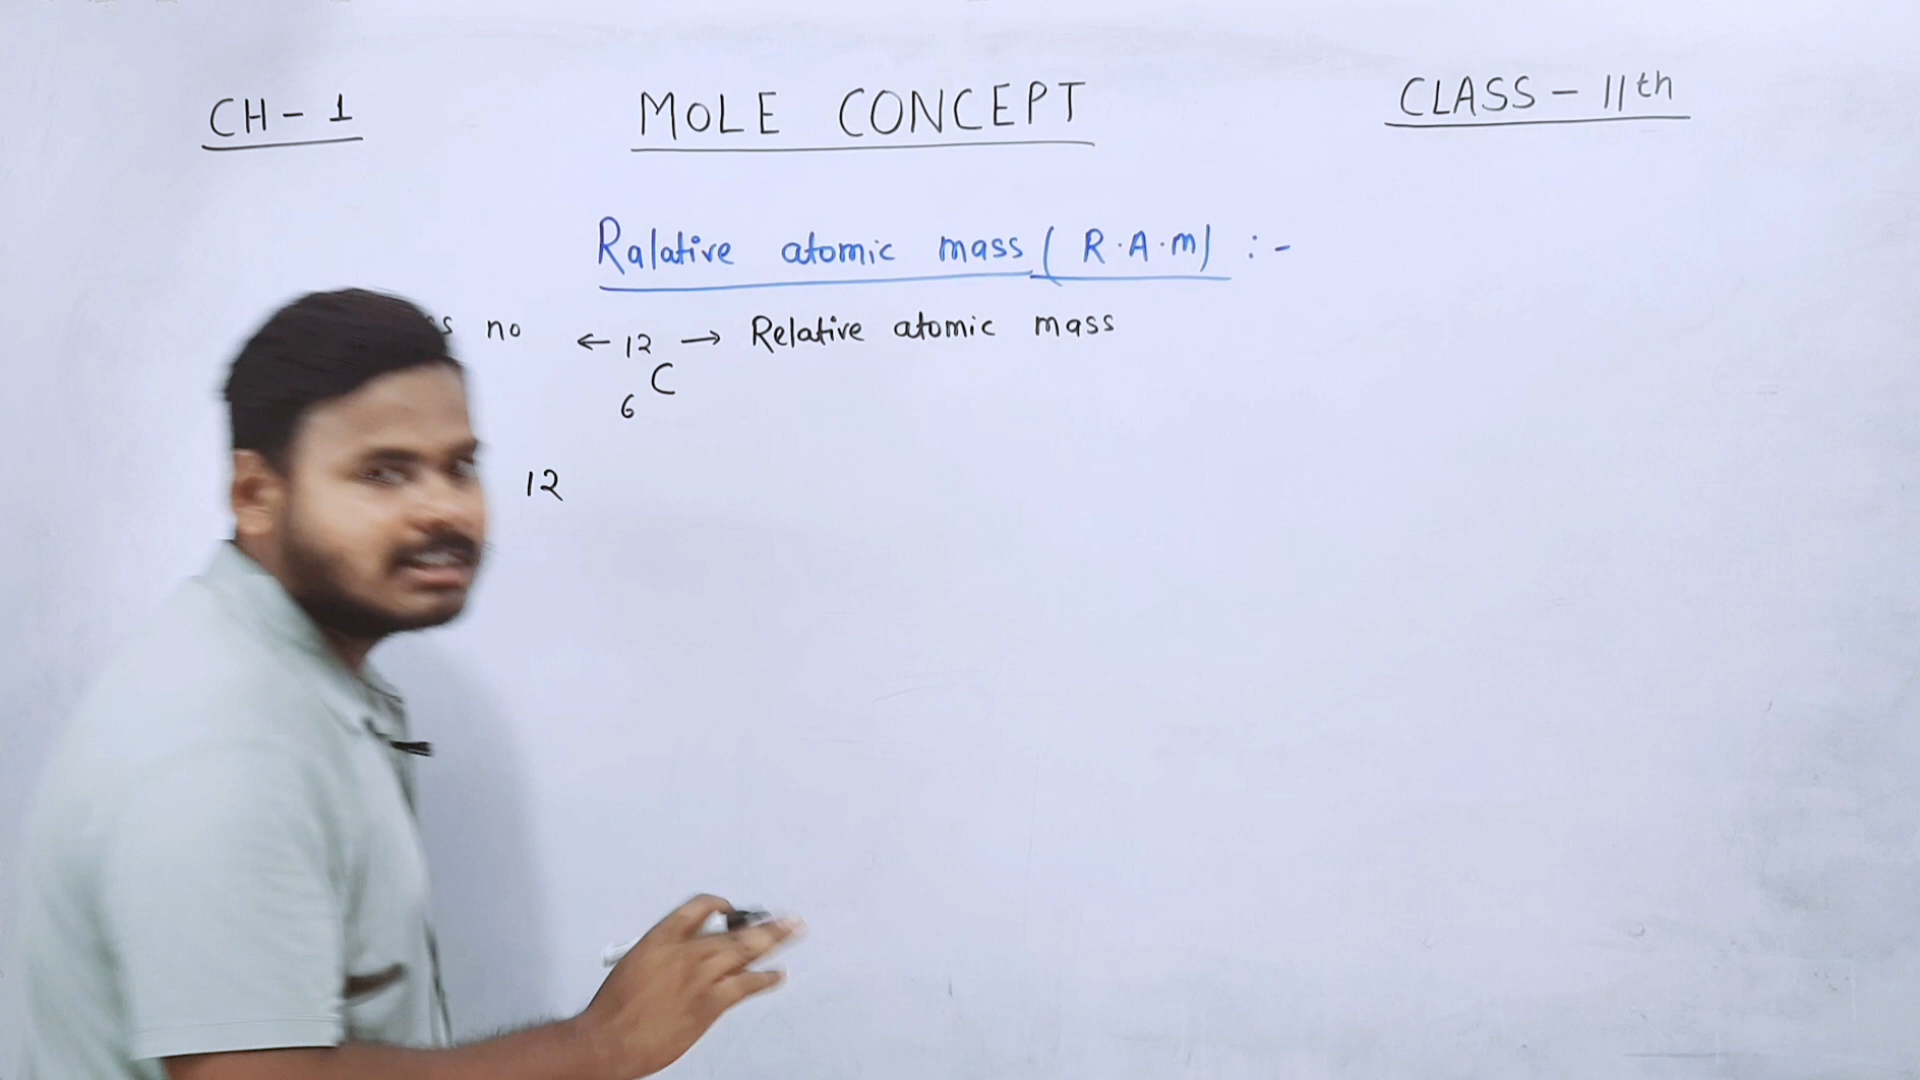 CH - 1 MOLE CONCEPT CLASS - 11th
Ralative atomic mass ( R.A.m) :-
no ← 12 → Relative atomic mass
C
6
12